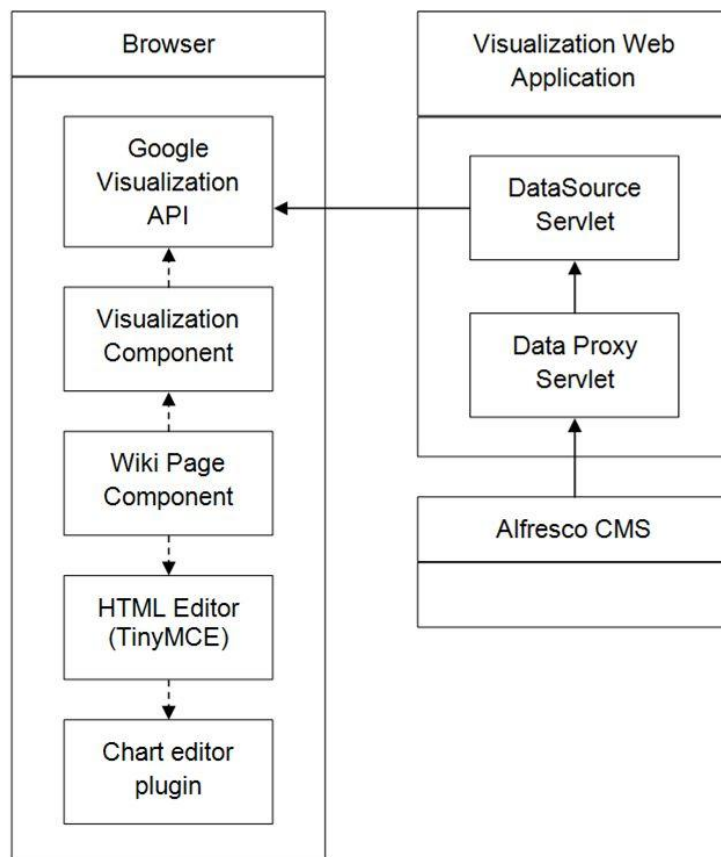 Browser
Google
Visualization
API
Visualization
Component
Wiki Page
Component
HTML Editor
(TinyMCE)
Chart editor
plugin
Visualization Web
Application
DataSource
Servlet
Data Proxy
Servlet
Alfresco CMS